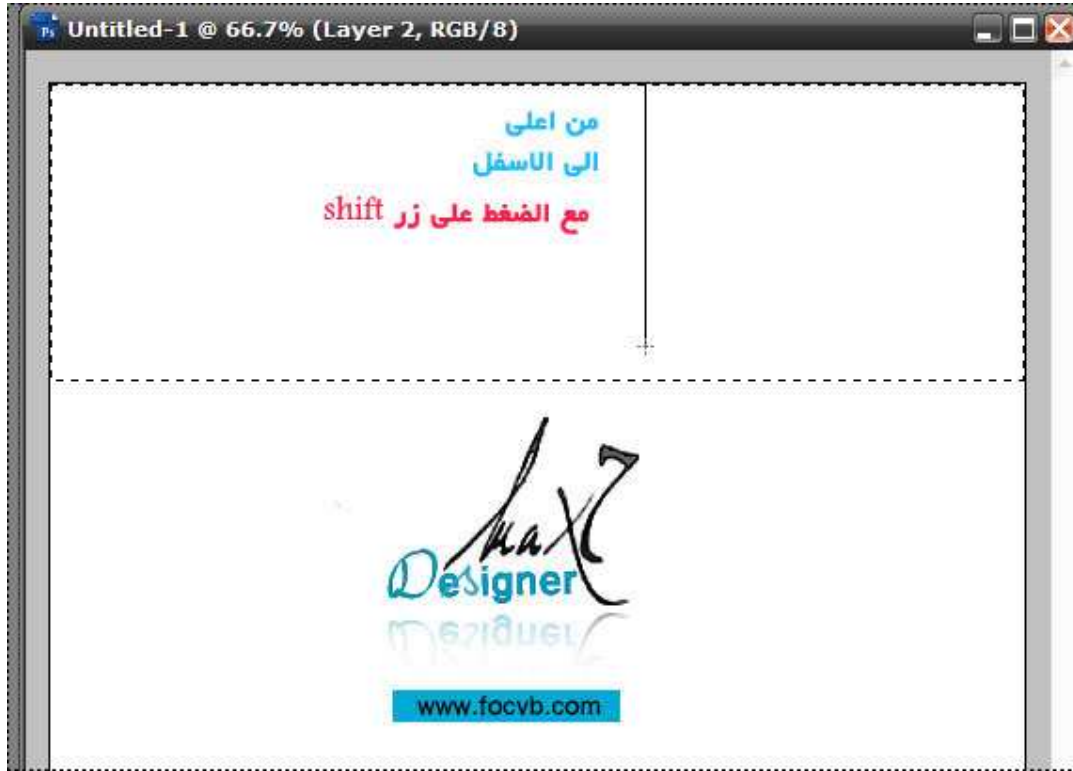 Untitled-1 @ 66.7% (Layer 2, RGB/8)
من اعلى
الى الاسفل
مع الضغط على زر shift
maX7
Designer
www.focvb.com